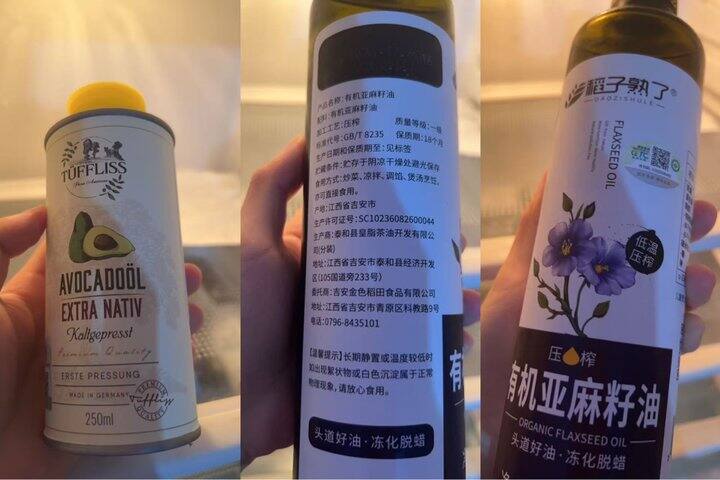 TÜFFLISS
AVOCADOÖL
EXTRA NATIV
Kaltgepresst
Premium Quality
ERSTE PRESSUNG
MADE IN GERMANY
250ml
PREMIUM
Tüffliss
QUALITY
产品名称:有机亚麻籽油
配料:有机亚麻籽油
加工工艺:压榨 质量等级:一级
标准代号:GB/T 8235 保质期:18个月
生产日期和保质期至:见标签
贮藏条件:贮存于阴凉干燥处避光保存
食用方式:炒菜、凉拌、调馅、煲汤烹饪,
亦可直接食用。
产地:江西省吉安市
生产许可证号:SC10236082600044
生产商:泰和县皇脂茶油开发有限公
司(分装)
地址:江西省吉安市泰和县经济开发
区(105国道旁233号)
委托商:吉安金色稻田食品有限公司
地址:江西省吉安市青原区科教路9号
电话:0796-8435101
【温馨提示】长期静置或温度较低时
如出现絮状物或白色沉淀属于正常
物理现象,请放心食用。
头道好油·冻化脱蜡
稻子熟了®
DAOZISHULE
FLAXSEED OIL
低温
压榨
压榨
有机亚麻籽油
ORGANIC FLAXSEED OIL
头道好油·冻化脱蜡